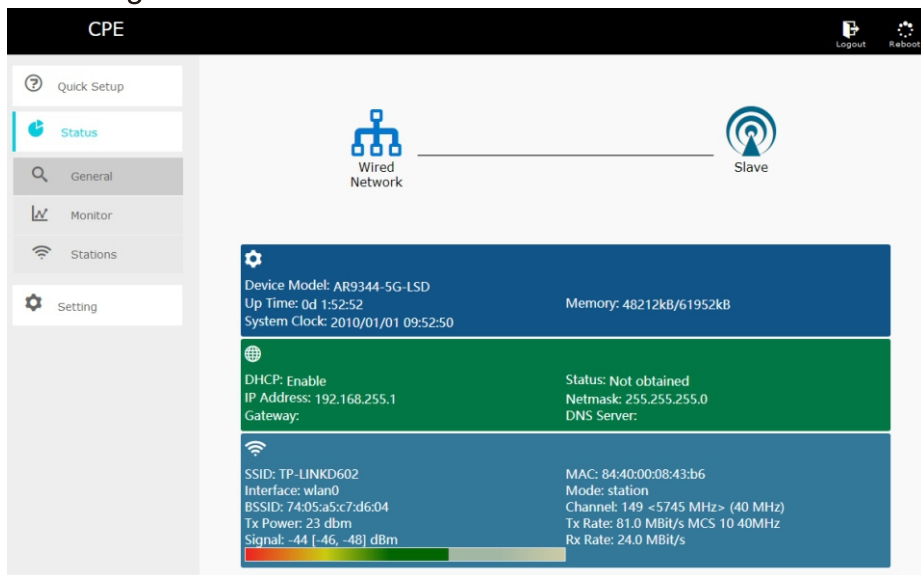 CPE
Logout
Reboot
Quick Setup
Status
General
Monitor
Stations
Setting
Wired
Network
Slave
Device Model: AR9344-5G-LSD
Up Time: 0d 1:52:52
Memory: 48212kB/61952kB
System Clock: 2010/01/01 09:52:50
DHCP: Enable
Status: Not obtained
IP Address: 192.168.255.1
Netmask: 255.255.255.0
Gateway:
DNS Server:
SSID: TP-LINKD602
MAC: 84:40:00:08:43:b6
Interface: wlan0
Mode: station
BSSID: 74:05:a5:c7:d6:04
Channel: 149 <5745 MHz> (40 MHz)
Tx Power: 23 dbm
Tx Rate: 81.0 MBit/s MCS 10 40MHz
Signal: -44 [-46, -48] dBm
Rx Rate: 24.0 MBit/s